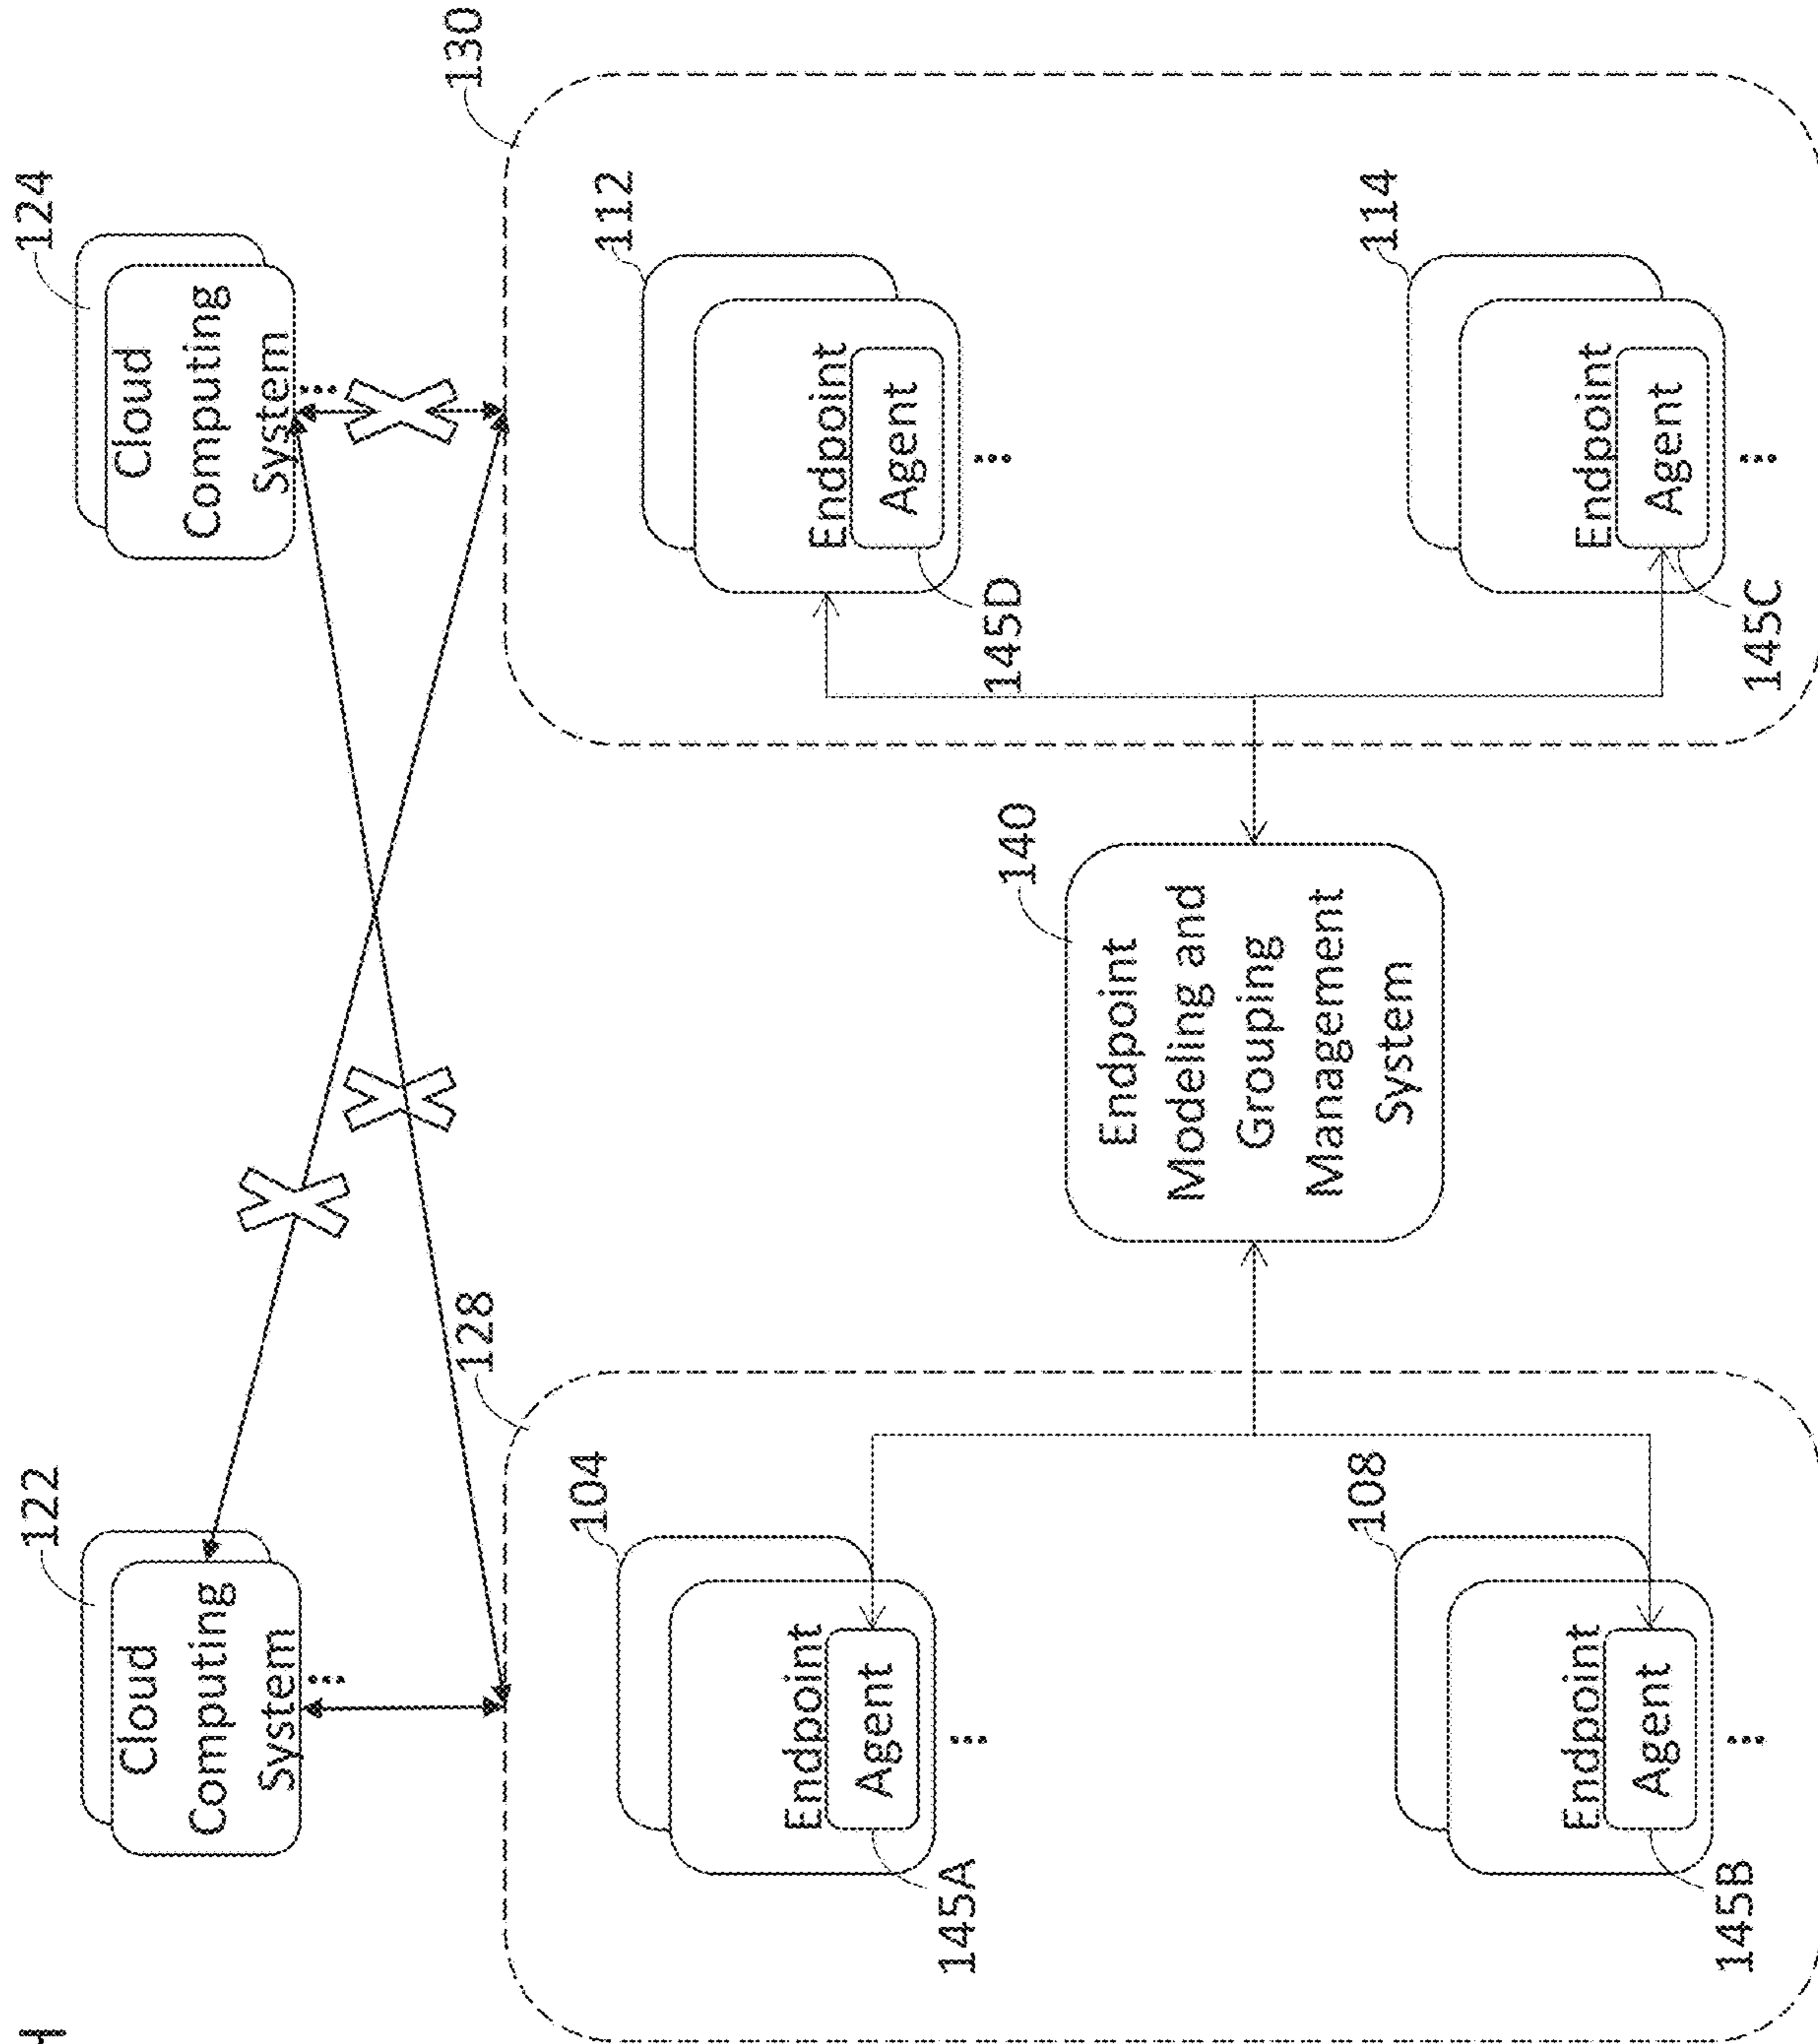 122
Cloud
Computing
System
⋮
124
Cloud
Computing
System
⋮
128
130
104
Endpoint
Agent
145A
⋮
108
Endpoint
Agent
145B
⋮
140
Endpoint
Modeling and
Grouping
Management
System
112
Endpoint
Agent
145D
⋮
114
Endpoint
Agent
145C
⋮